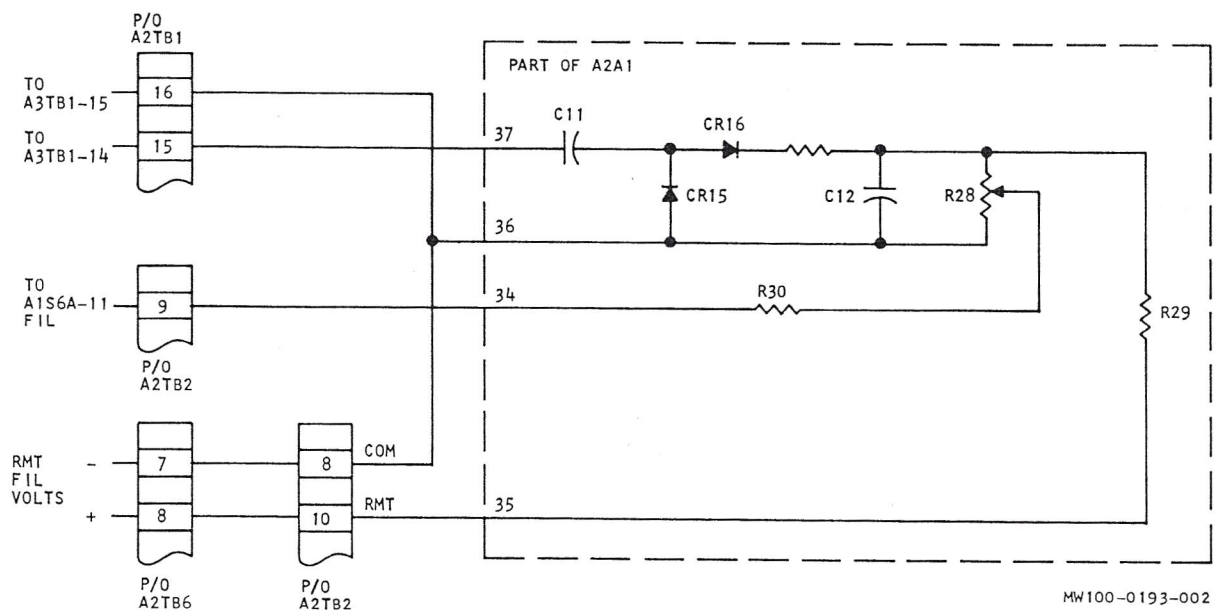 P/O
A2TB1
PART OF A2A1
TO
A3TB1-15
16
TO
A3TB1-14
15
37
C11
CR16
CR15
C12
R28
36
TO
A1S6A-11
FIL
9
34
R30
R29
P/O
A2TB2
RMT
FIL
VOLTS
-
7
8
COM
+
8
10
RMT
35
P/O
A2TB6
P/O
A2TB2
MW100-0193-002